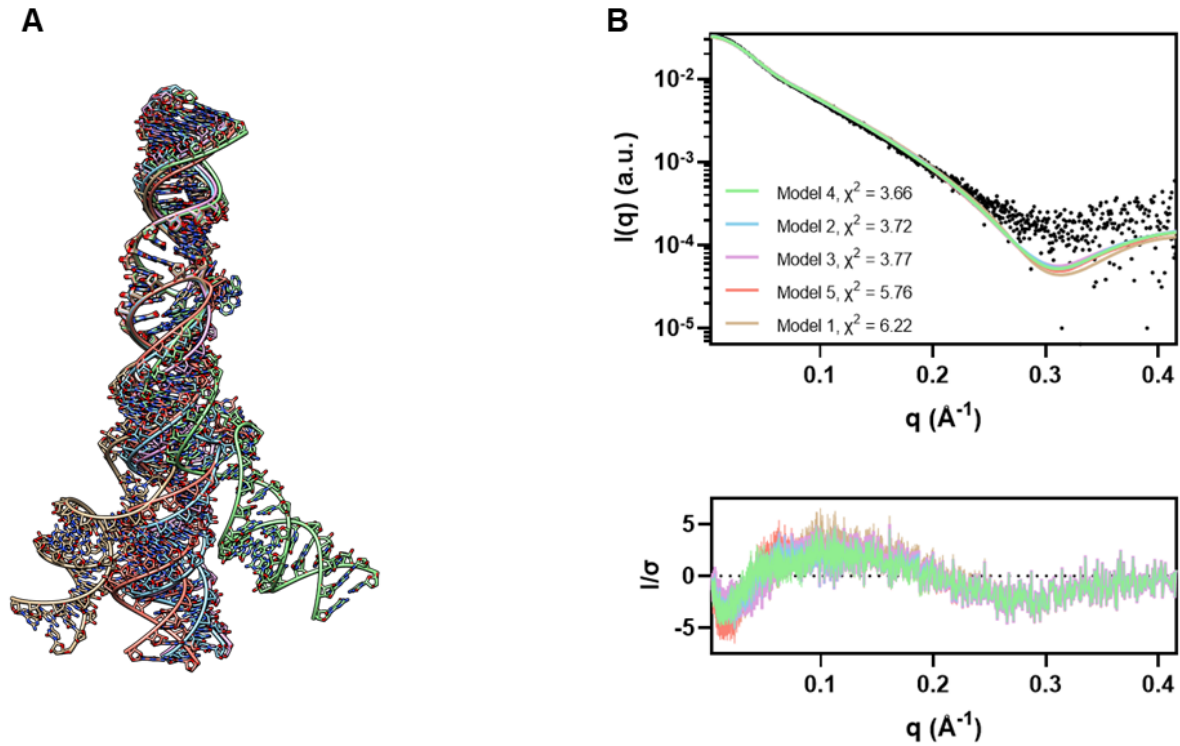 A
B
I(q) (a.u.)
10⁻²
10⁻³
10⁻⁴
10⁻⁵
Model 4, χ² = 3.66
Model 2, χ² = 3.72
Model 3, χ² = 3.77
Model 5, χ² = 5.76
Model 1, χ² = 6.22
0.1 0.2 0.3 0.4
q (Å⁻¹)
I/σ
5
0
-5
0.1 0.2 0.3 0.4
q (Å⁻¹)